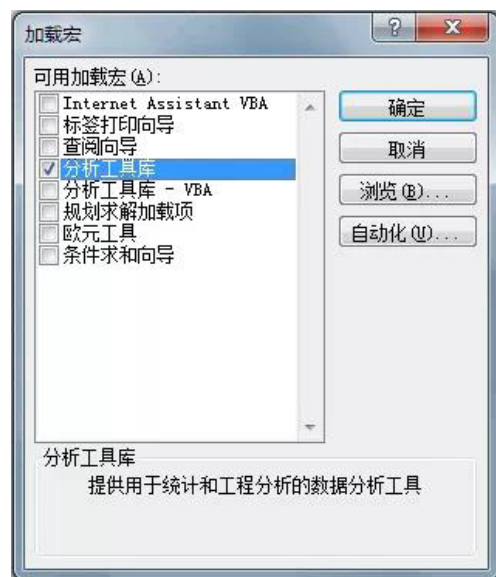 加载宏
可用加载宏(A):
Internet Assistant VBA
标签打印向导
查阅向导
分析工具库
分析工具库 - VBA
规划求解加载项
欧元工具
条件求和向导
确定
取消
浏览(B)...
自动化(U)...
分析工具库
提供用于统计和工程分析的数据分析工具